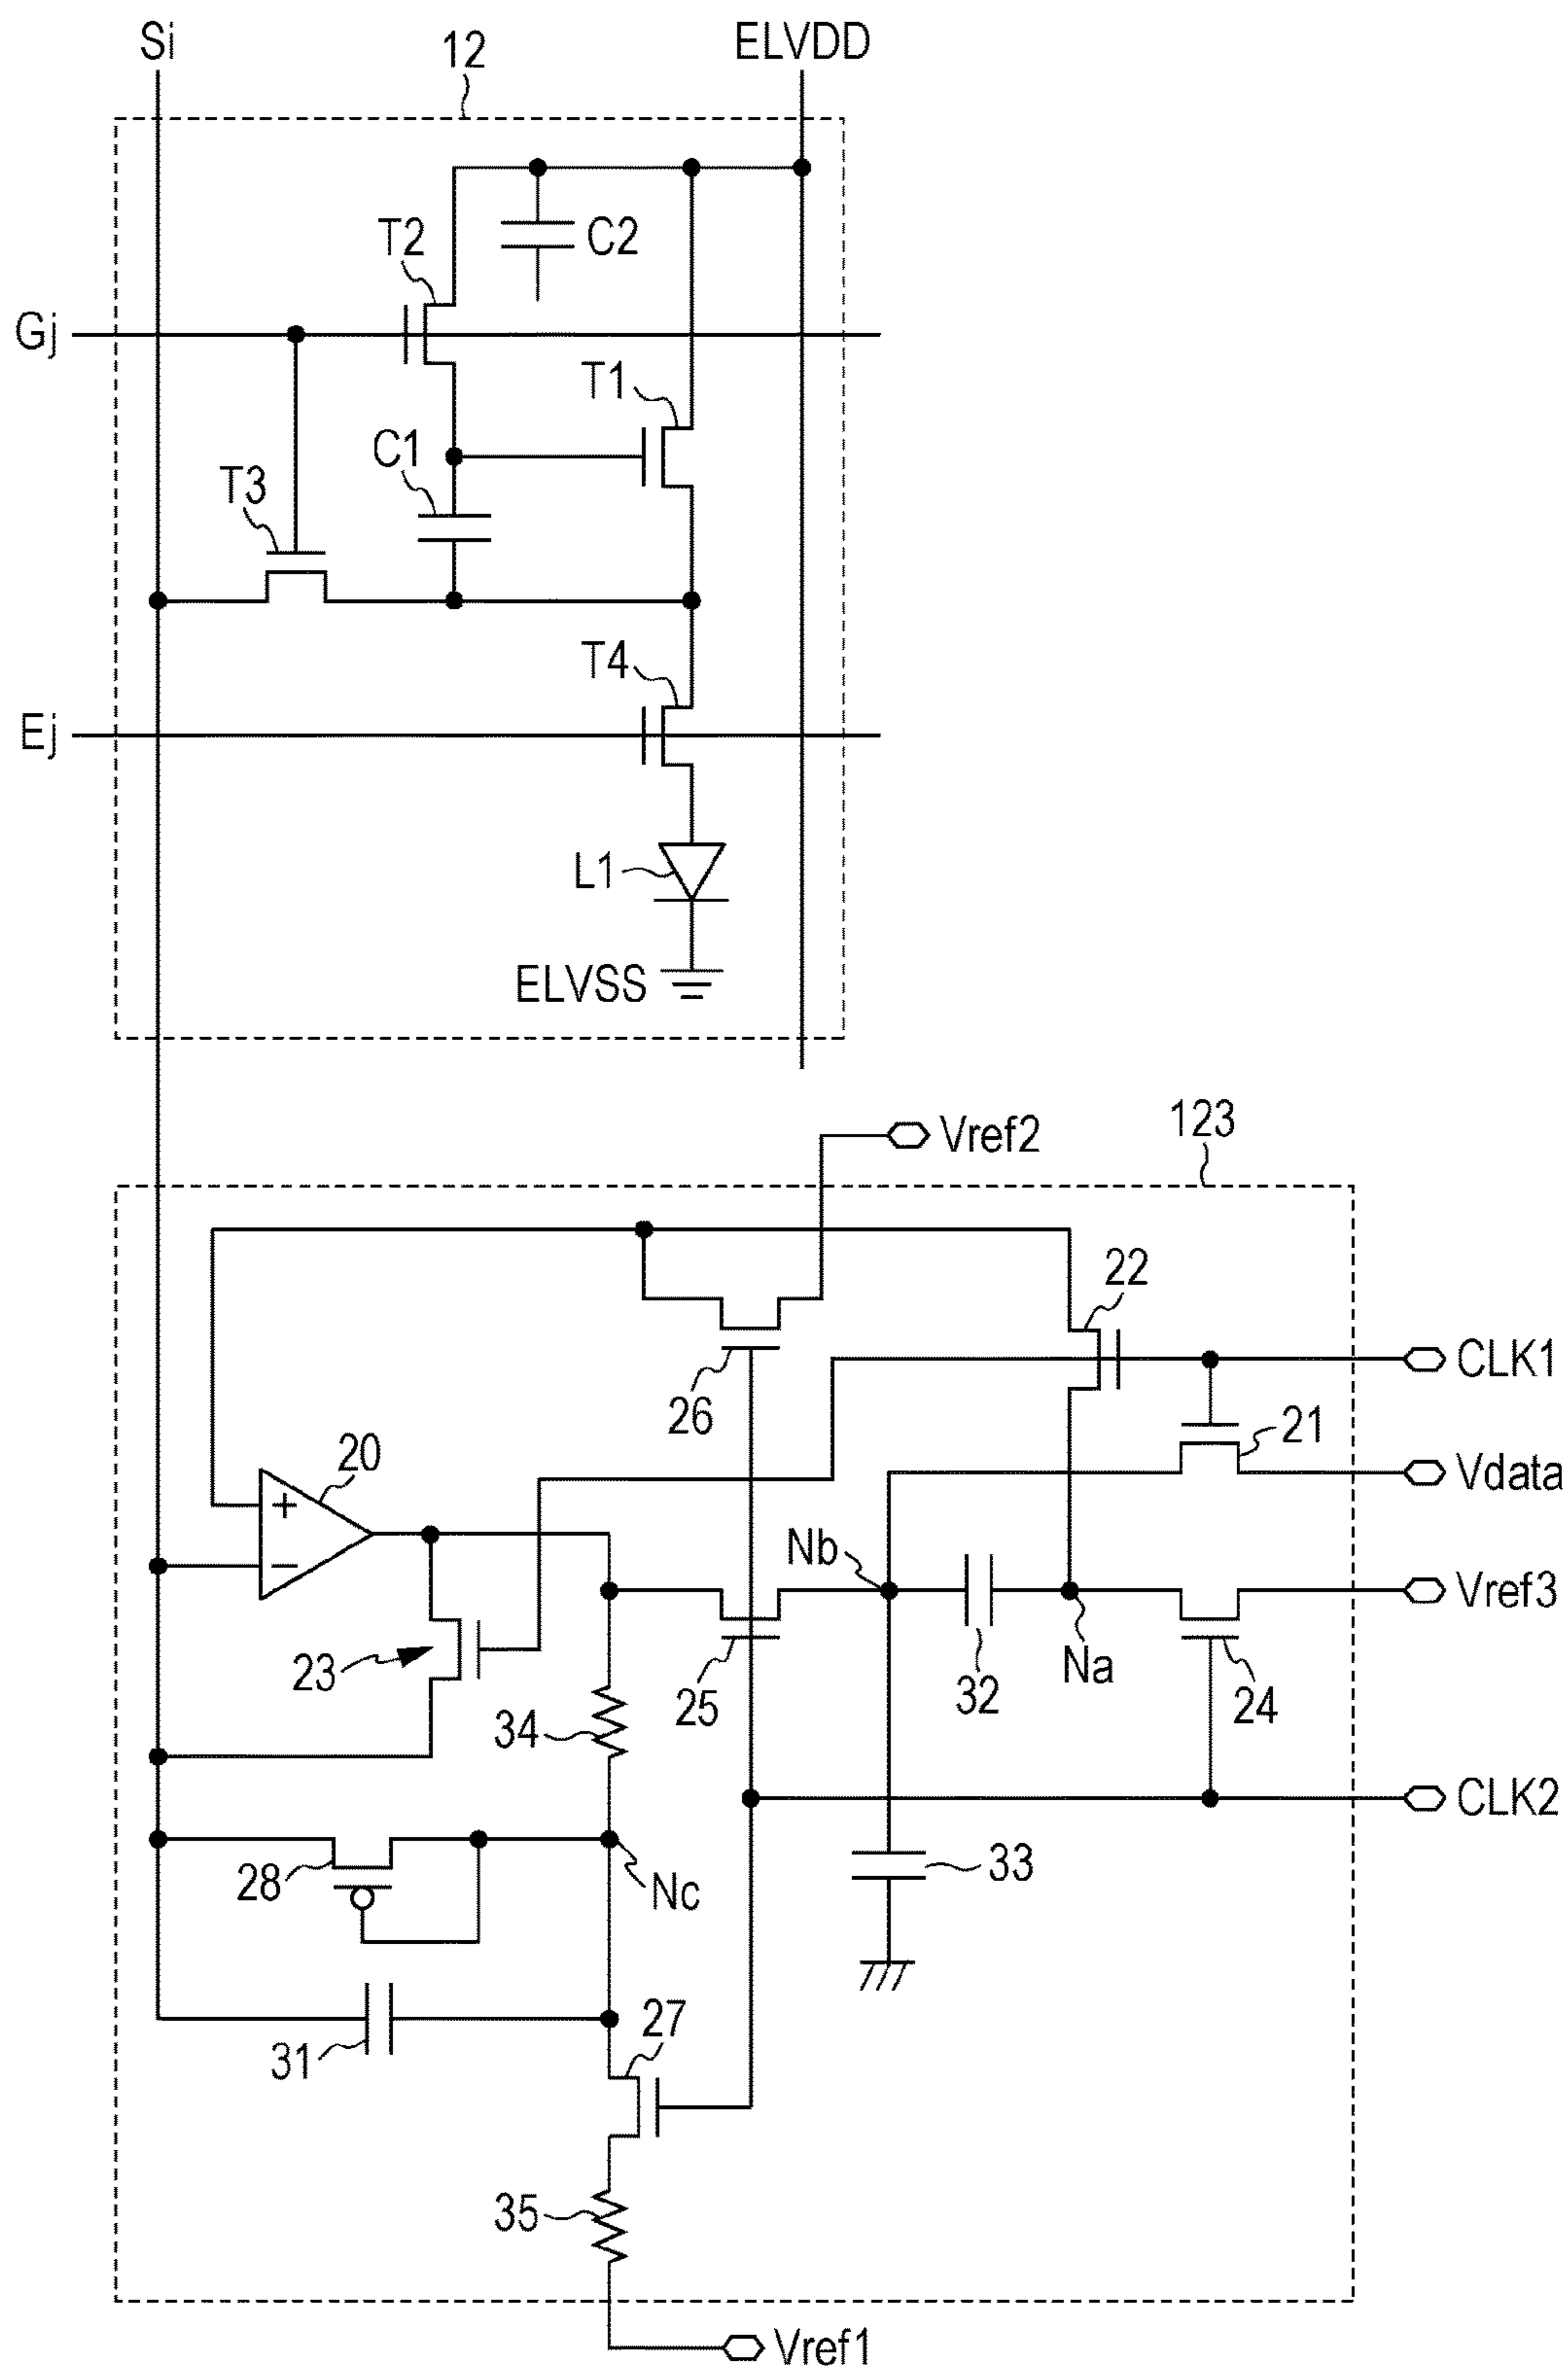 Si
12
ELVDD
T2
C2
Gj
T1
C1
T3
T4
Ej
L1
ELVSS
Vref2
123
22
CLK1
26
21
20
Vdata
Nb
Vref3
23
Na
25
32
24
34
CLK2
28
33
Nc
27
31
35
Vref1